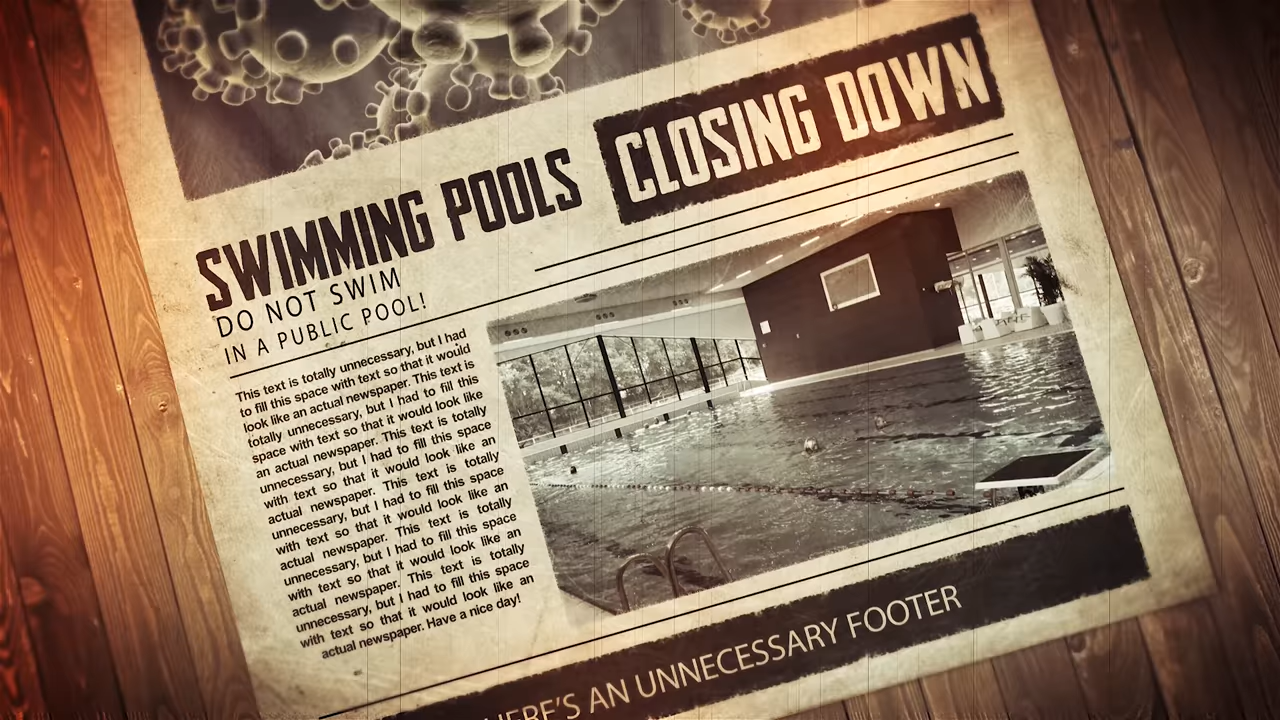 SWIMMING POOLS CLOSING DOWN
DO NOT SWIM
IN A PUBLIC POOL!
This text is totally unnecessary, but I had
to fill this space with text so that it would
look like an actual newspaper. This text is
totally unnecessary, but I had to fill this
space with text so that it would look like
an actual newspaper. This text is totally
unnecessary, but I had to fill this space
with text so that it would look like an
actual newspaper. This text is totally
unnecessary, but I had to fill this space
with text so that it would look like an
actual newspaper. This text is totally
unnecessary, but I had to fill this space
with text so that it would look like an
actual newspaper. This text is totally
unnecessary, but I had to fill this space
with text so that it would look like an
actual newspaper. Have a nice day!
HERE'S AN UNNECESSARY FOOTER